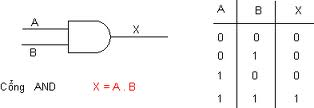 A B X
A
B
X
0 0 0
0 1 0
1 0 0
1 1 1
Cổng AND X = A . B